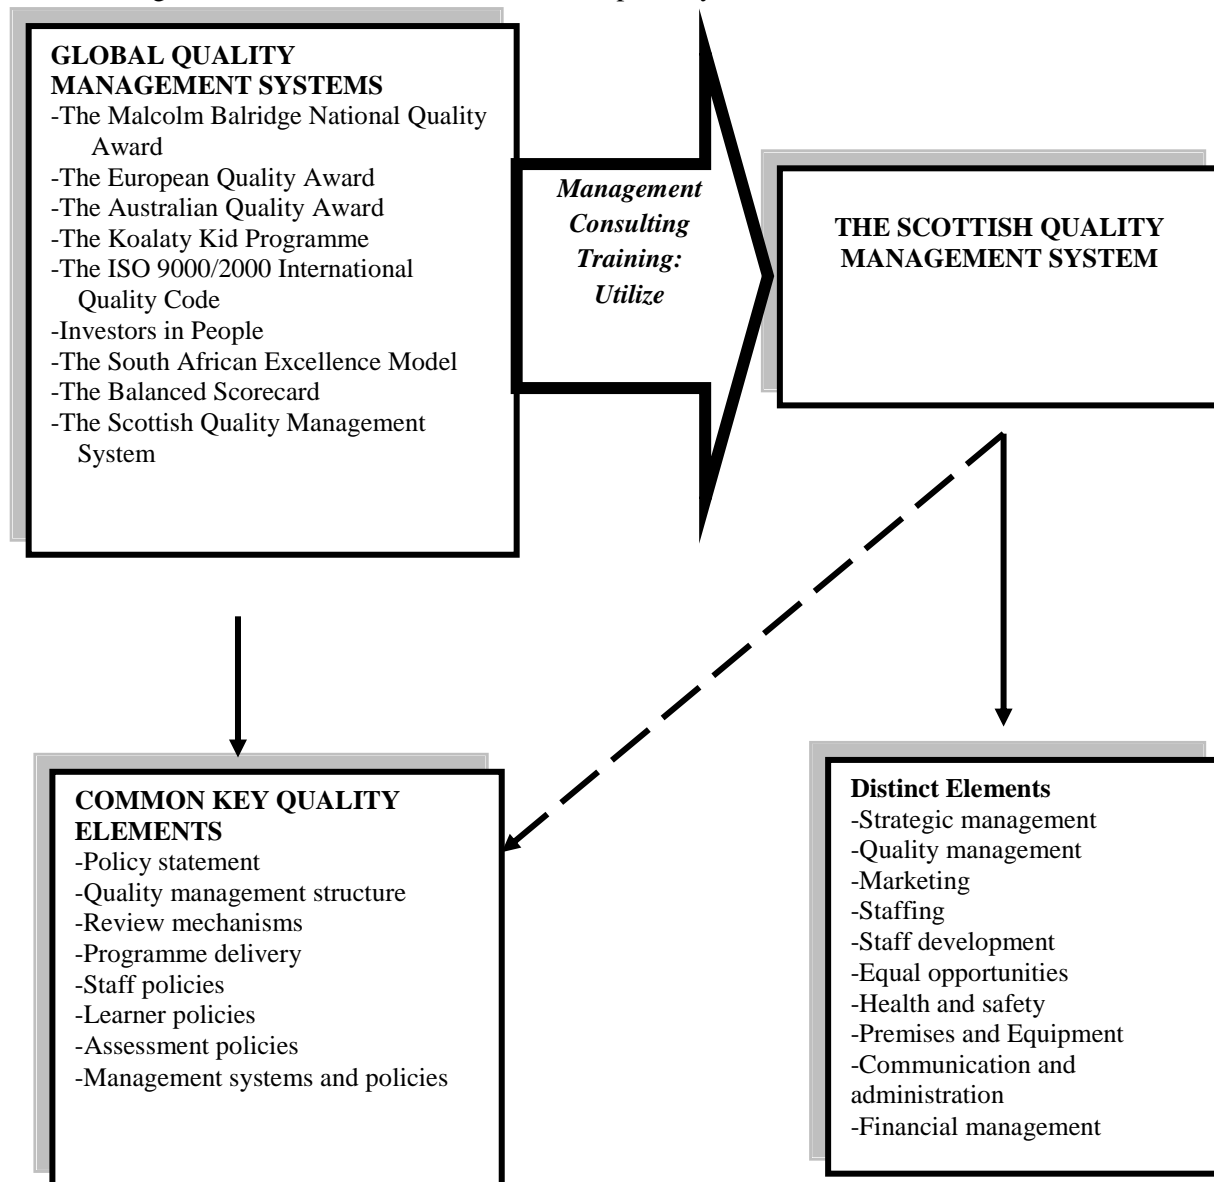 GLOBAL QUALITY
MANAGEMENT SYSTEMS
-The Malcolm Balridge National Quality
Award
-The European Quality Award
-The Australian Quality Award
-The Koalaty Kid Programme
-The ISO 9000/2000 International
Quality Code
-Investors in People
-The South African Excellence Model
-The Balanced Scorecard
-The Scottish Quality Management
System
Management
Consulting
Training:
Utilize
THE SCOTTISH QUALITY
MANAGEMENT SYSTEM
COMMON KEY QUALITY
ELEMENTS
-Policy statement
-Quality management structure
-Review mechanisms
-Programme delivery
-Staff policies
-Learner policies
-Assessment policies
-Management systems and policies
Distinct Elements
-Strategic management
-Quality management
-Marketing
-Staffing
-Staff development
-Equal opportunities
-Health and safety
-Premises and Equipment
-Communication and
administration
-Financial management